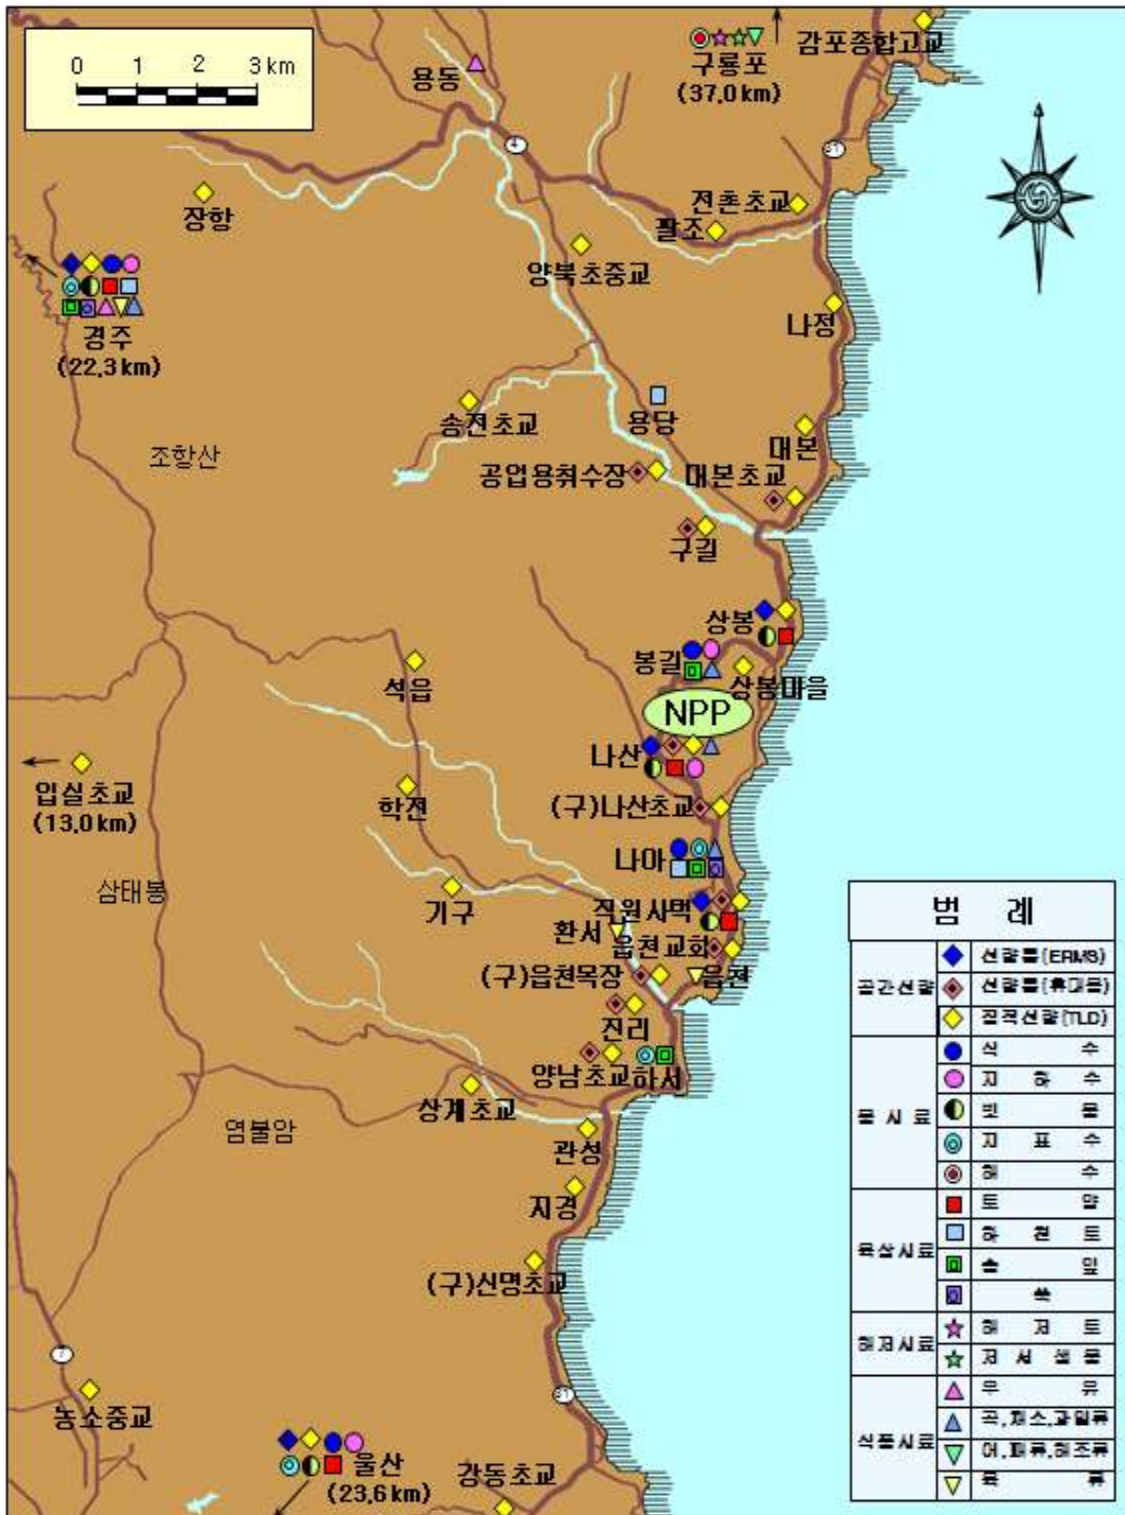 0 1 2 3 km
용동
구룡포
(37.0 km)
감포종합고교
4
31
장항
전촌초교
팔조
양북초중교
나정
경주
(22.3 km)
송전초교
용당
대본
조항산
공업용취수장
대본초교
구길
상봉
봉길
상봉마을
석읍
NPP
나산
입실초교
(13.0 km)
학전
(구)나산초교
나아
삼태봉
기구
직원사택
환서
읍천교회
(구)읍천목장
읍천
진리
양남초교
하서
상계초교
염불암
관성
지경
(구)신명초교
7
31
농소중교
울산
(23.6 km)
강동초교
범 례
공간선량
선량률(ERMS)
선량률(휴대용)
집적선량(TLD)
물 시 료
식 수
지 하 수
빗 물
지 표 수
해 수
육상시료
토 양
하 천 토
솔 잎
쑥
해저시료
해 저 토
저 서 생 물
식품시료
우 유
곡,채소,과일류
어,패류,해조류
육 류